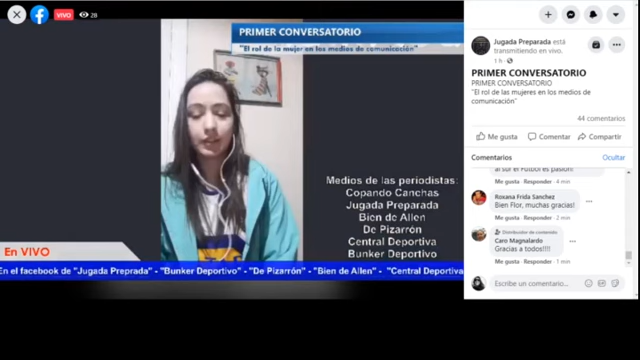 VIVO
28
PRIMER CONVERSATORIO
"El rol de la mujer en los medios de comunicación"
Medios de las periodistas:
Copando Canchas
Jugada Preparada
Bien de Allen
De Pizarrón
Central Deportiva
Bunker Deportivo
En VIVO
En el facebook de "Jugada Preprada" - "Bunker Deportivo" - "De Pizarrón" - "Bien de Allen" - "Central Deportiva
Jugada Preparada está
transmitiendo en vivo.
1 h ·
PRIMER CONVERSATORIO
PRIMER CONVERSATORIO
"El rol de las mujeres en los medios de
comunicación"
44 comentarios
Me gusta Comentar Compartir
Comentarios Ocultar
al sur el Futbol es pasión!
Me gusta · Responder · 4 min
Roxana Frida Sanchez
Bien Flor, muchas gracias!
Me gusta · Responder · 2 min
Distribuidor de contenido
Caro Magnalardo
Gracias a todos!!!!
Me gusta · Responder · 1 min
Escribe un comentario...